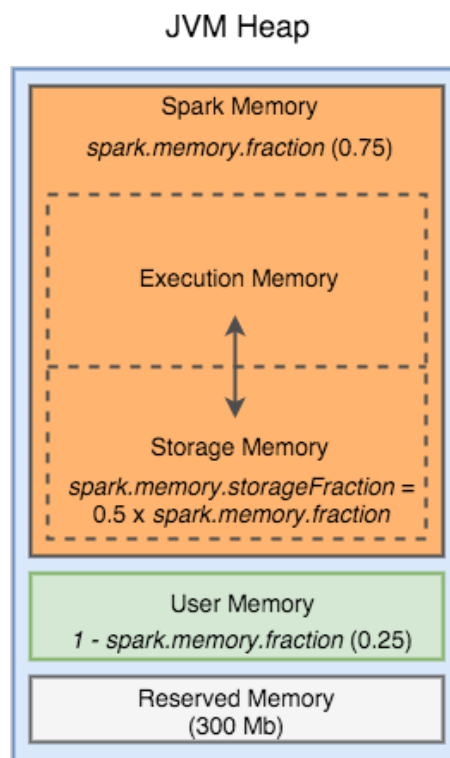 JVM Heap
Spark Memory
spark.memory.fraction (0.75)
Execution Memory
Storage Memory
spark.memory.storageFraction =
0.5 x spark.memory.fraction
User Memory
1 - spark.memory.fraction (0.25)
Reserved Memory
(300 Mb)